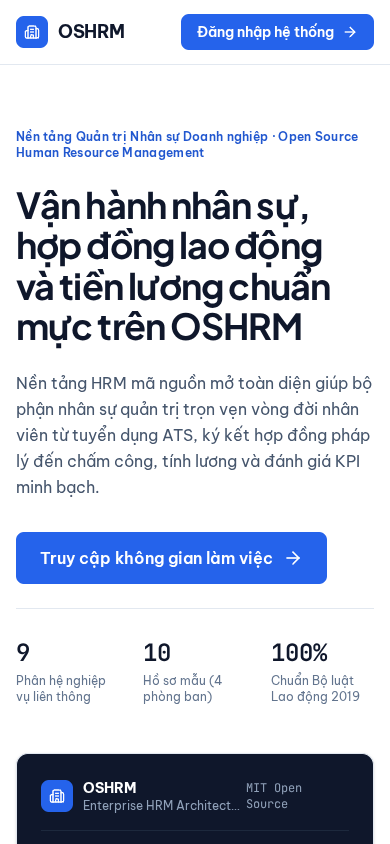 OSHRM
Đăng nhập hệ thống
Nền tảng Quản trị Nhân sự Doanh nghiệp · Open Source
Human Resource Management
Vận hành nhân sự,
hợp đồng lao động
và tiền lương chuẩn
mực trên OSHRM
Nền tảng HRM mã nguồn mở toàn diện giúp bộ
phận nhân sự quản trị trọn vẹn vòng đời nhân
viên từ tuyển dụng ATS, ký kết hợp đồng pháp
lý đến chấm công, tính lương và đánh giá KPI
minh bạch.
Truy cập không gian làm việc
9
Phân hệ nghiệp
vụ liên thông
10
Hồ sơ mẫu (4
phòng ban)
100%
Chuẩn Bộ luật
Lao động 2019
OSHRM
Enterprise HRM Architect...
MIT Open
Source